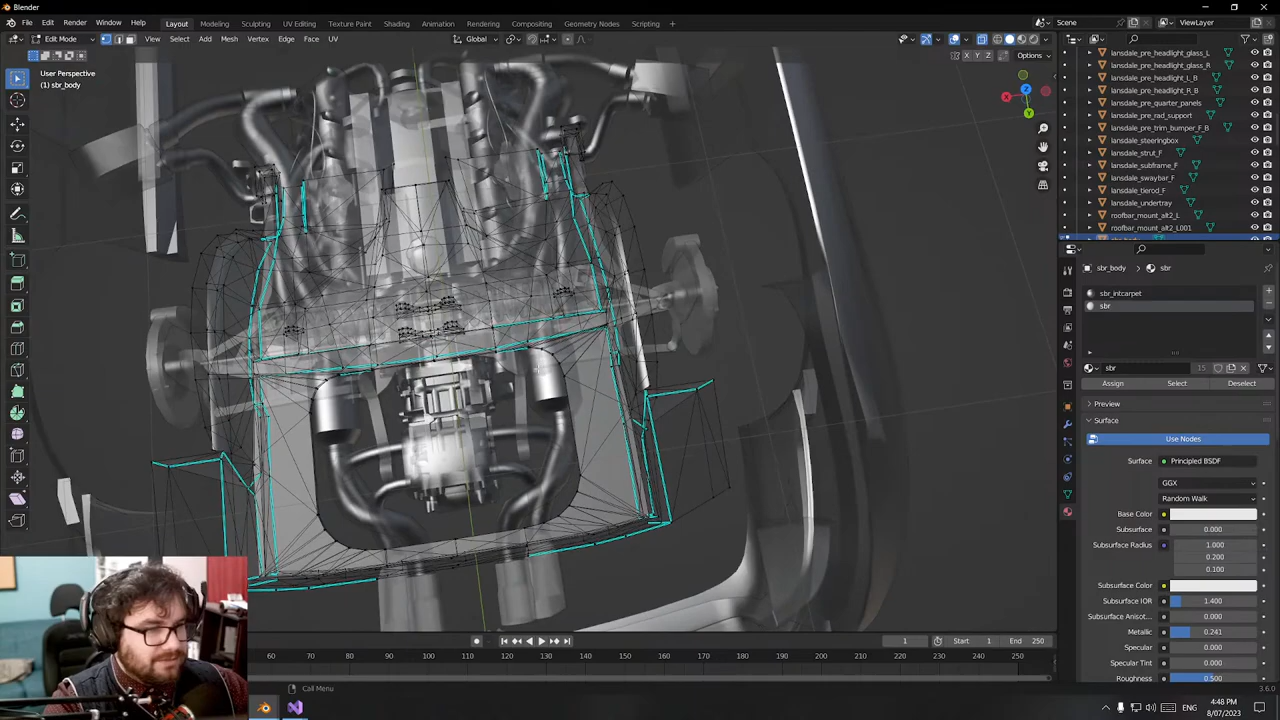 Blender
File Edit Render Window Help
Layout Modeling Sculpting UV Editing Texture Paint Shading Animation Rendering Compositing Geometry Nodes Scripting +
Scene ViewLayer
Edit Mode View Select Add Mesh Vertex Edge Face UV Global
X Y Z Options
User Perspective
(1) sbr_body
X Y Z
lansdale_pre_headlight_glass_L
lansdale_pre_headlight_glass_R
lansdale_pre_headlight_L_B
lansdale_pre_headlight_R_B
lansdale_pre_quarter_panels
lansdale_pre_rad_support
lansdale_pre_trim_bumper_F_B
lansdale_steeringbox
lansdale_strut_F
lansdale_subframe_F
lansdale_swaybar_F
lansdale_tierod_F
lansdale_undertray
roofbar_mount_alt2_L
roofbar_mount_alt2_L001
sbr_body > sbr
sbr_intcarpet
sbr
sbr 15
Assign Select Deselect
Preview
Surface
Use Nodes
Surface Principled BSDF
GGX
Random Walk
Base Color
Subsurface 0.000
Subsurface Radius 1.000
0.200
0.100
Subsurface Color
Subsurface IOR 1.400
Subsurface Anisot... 0.000
Metallic 0.241
Specular 0.000
Specular Tint 0.000
Roughness 0.500
1 Start 1 End 250
60 70 80 90 100 110 120 130 140 150 160 170 180 190 200 210 220 230 240 250
Call Menu
3.6.0
ENG
4:48 PM
8/07/2023